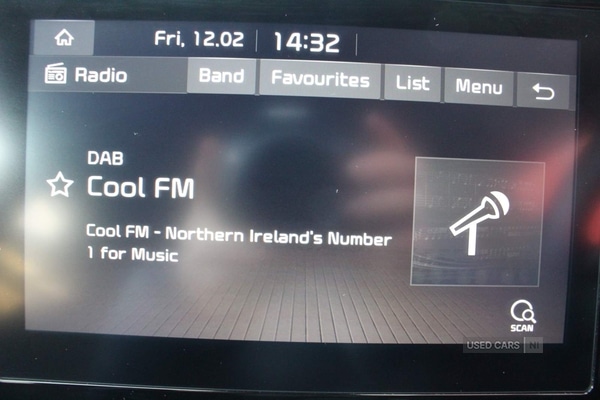 Fri, 12.02 14:32
Radio Band Favourites List Menu
DAB
Cool FM
Cool FM - Northern Ireland's Number
1 for Music
SCAN
USED CARS NI